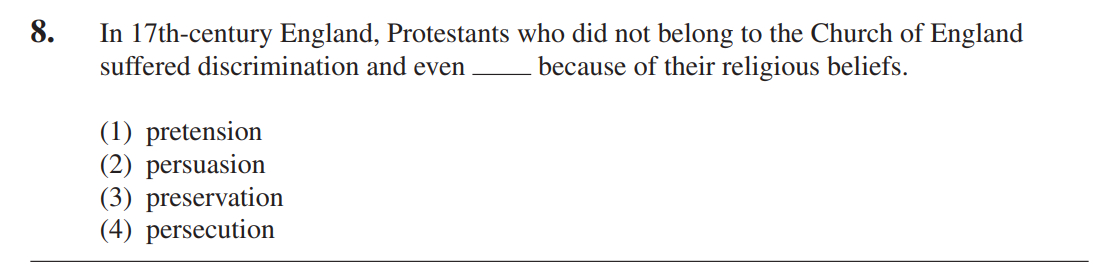 8. In 17th-century England, Protestants who did not belong to the Church of England
suffered discrimination and even ____ because of their religious beliefs.
(1) pretension
(2) persuasion
(3) preservation
(4) persecution